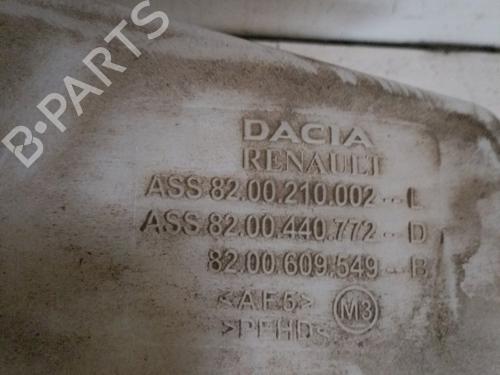 B-PARTS
DACIA
RENAULT
ASS.82.00.210.002--L
ASS.82.00.440.772--D
82.00.609.549--B
<A.E5> M3
>PEHD<